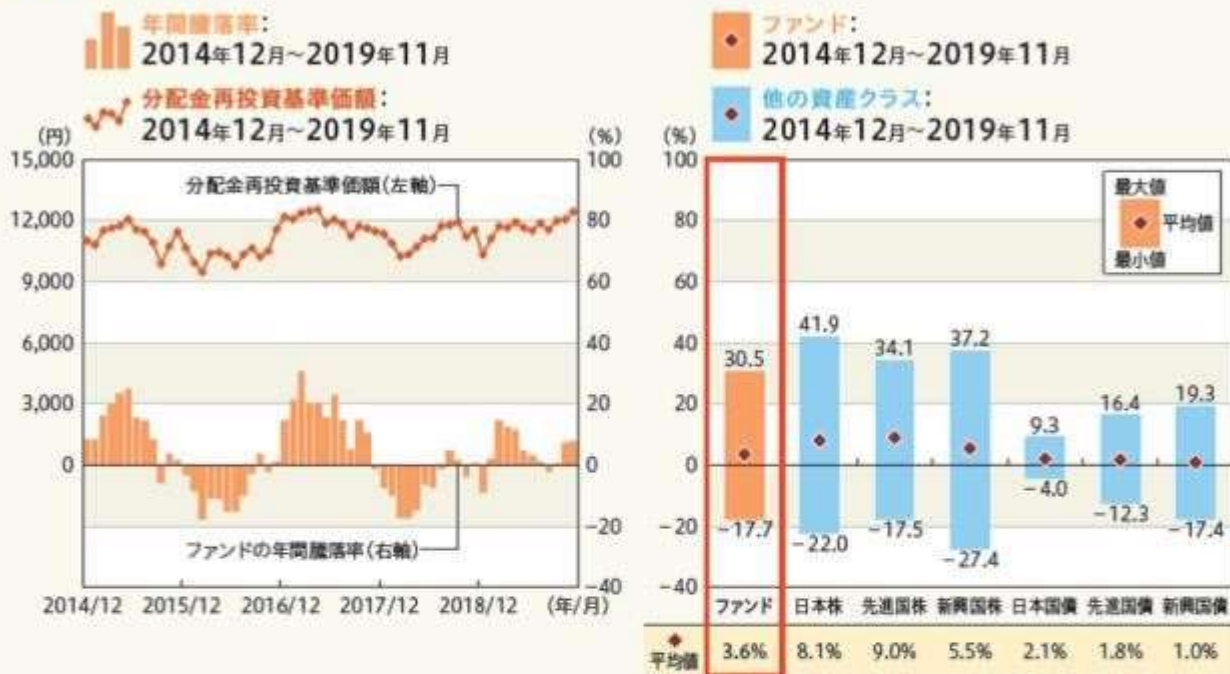 年間騰落率:
2014年12月～2019年11月
分配金再投資基準価額:
2014年12月～2019年11月
(円)
(%)
15,000
12,000
9,000
6,000
3,000
0
100
80
60
40
20
0
−20
−40
分配金再投資基準価額(左軸)
ファンドの年間騰落率(右軸)
2014/12 2015/12 2016/12 2017/12 2018/12 (年/月)
ファンド:
2014年12月～2019年11月
他の資産クラス:
2014年12月～2019年11月
(%)
100
80
60
40
20
0
−20
−40
最大値
平均値
最小値
30.5 41.9 34.1 37.2 9.3 16.4 19.3
−17.7 −22.0 −17.5 −27.4 −4.0 −12.3 −17.4
ファンド 日本株 先進国株 新興国株 日本国債 先進国債 新興国債
平均値 3.6% 8.1% 9.0% 5.5% 2.1% 1.8% 1.0%